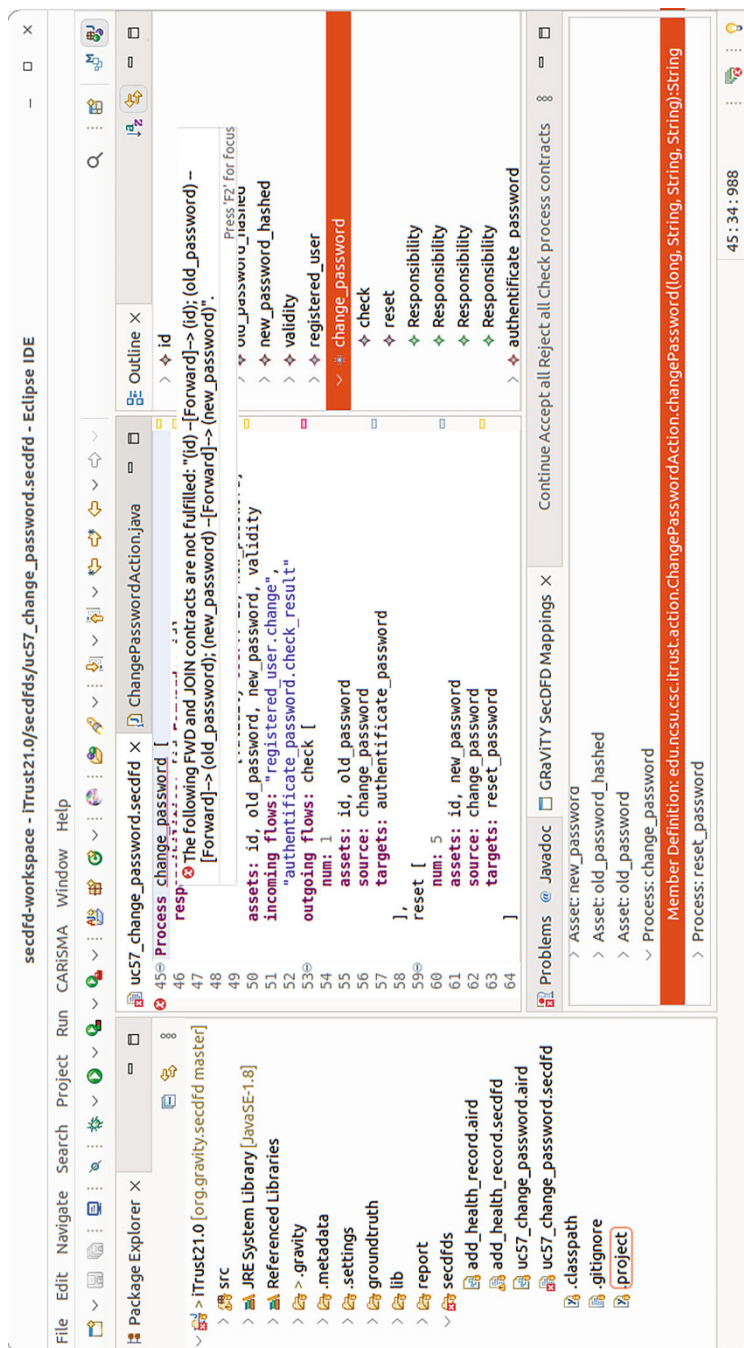 secdfd-workspace - iTrust21.0/secdfds/uc57_change_password.secdfd - Eclipse IDE
File Edit Navigate Search Project Run CARiSMA Window Help
Package Explorer
> iTrust21.0 [org.gravity.secdfd master]
src
JRE System Library [JavaSE-1.8]
Referenced Libraries
> .gravity
.metadata
.settings
groundtruth
lib
report
secdfds
add_health_record.aird
add_health_record.secdfd
uc57_change_password.aird
uc57_change_password.secdfd
.classpath
.gitignore
.project
uc57_change_password.secdfd
ChangePasswordAction.java
45 Process change_password [
46
47
48
49
50 assets: id, old_password, new_password, validity
51 incoming flows: "registered_user.change",
52 "authentificate_password.check_result"
53 outgoing flows: check [
54 num: 1
55 assets: id, old_password
56 source: change_password
57 targets: authentificate_password
58 ],
59 reset [
60 num: 5
61 assets: id, new_password
62 source: change_password
63 targets: reset_password
64 ]
The following FWD and JOIN contracts are not fulfilled: "(id) –[Forward]--> (id); (old_password) –
[Forward]--> (old_password); (new_password) –[Forward]--> (new_password)".
Press 'F2' for focus
Outline
id
old_password_hashed
new_password_hashed
validity
registered_user
change_password
check
reset
Responsibility
Responsibility
Responsibility
Responsibility
authentificate_password
Problems
Javadoc
GRaViTY SecDFD Mappings
Continue Accept all Reject all Check process contracts
Asset: new_password
Asset: old_password_hashed
Asset: old_password
Process: change_password
Member Definition: edu.ncsu.csc.itrust.action.ChangePasswordAction.changePassword(long, String, String, String):String
Process: reset_password
45 : 34 : 988